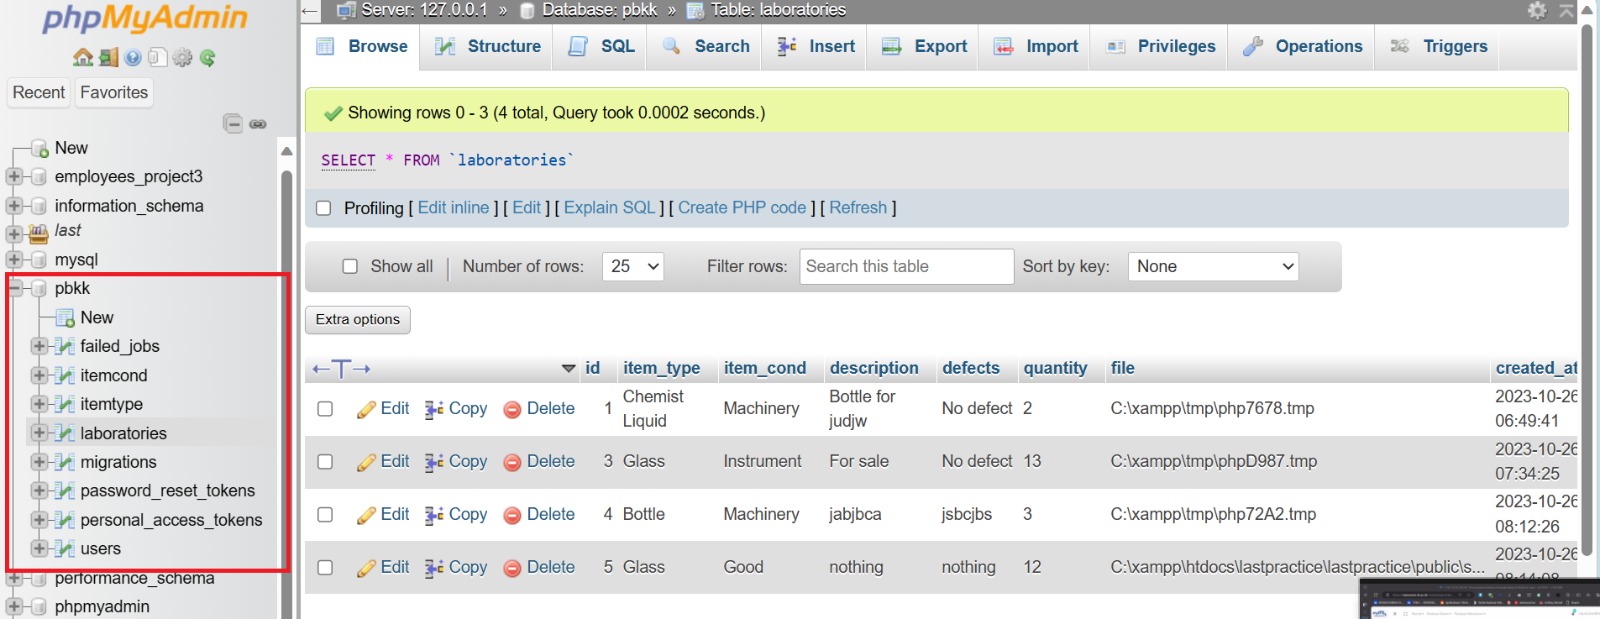 phpMyAdmin
Recent Favorites
New
employees_project3
information_schema
last
mysql
pbkk
New
failed_jobs
itemcond
itemtype
laboratories
migrations
password_reset_tokens
personal_access_tokens
users
performance_schema
phpmyadmin
Server: 127.0.0.1 » Database: pbkk » Table: laboratories
Browse Structure SQL Search Insert Export Import Privileges Operations Triggers
Showing rows 0 - 3 (4 total, Query took 0.0002 seconds.)
SELECT * FROM `laboratories`
Profiling [ Edit inline ] [ Edit ] [ Explain SQL ] [ Create PHP code ] [ Refresh ]
Show all Number of rows: 25 Filter rows: Search this table Sort by key: None
Extra options
←T→ id item_type item_cond description defects quantity file created_at
Edit Copy Delete 1 Chemist Liquid Machinery Bottle for judjw No defect 2 C:\xampp\tmp\php7678.tmp 2023-10-26 06:49:41
Edit Copy Delete 3 Glass Instrument For sale No defect 13 C:\xampp\tmp\phpD987.tmp 2023-10-26 07:34:25
Edit Copy Delete 4 Bottle Machinery jabjbca jsbcjbs 3 C:\xampp\tmp\php72A2.tmp 2023-10-26 08:12:26
Edit Copy Delete 5 Glass Good nothing nothing 12 C:\xampp\htdocs\lastpractice\lastpractice\public\s... 2023-10-26